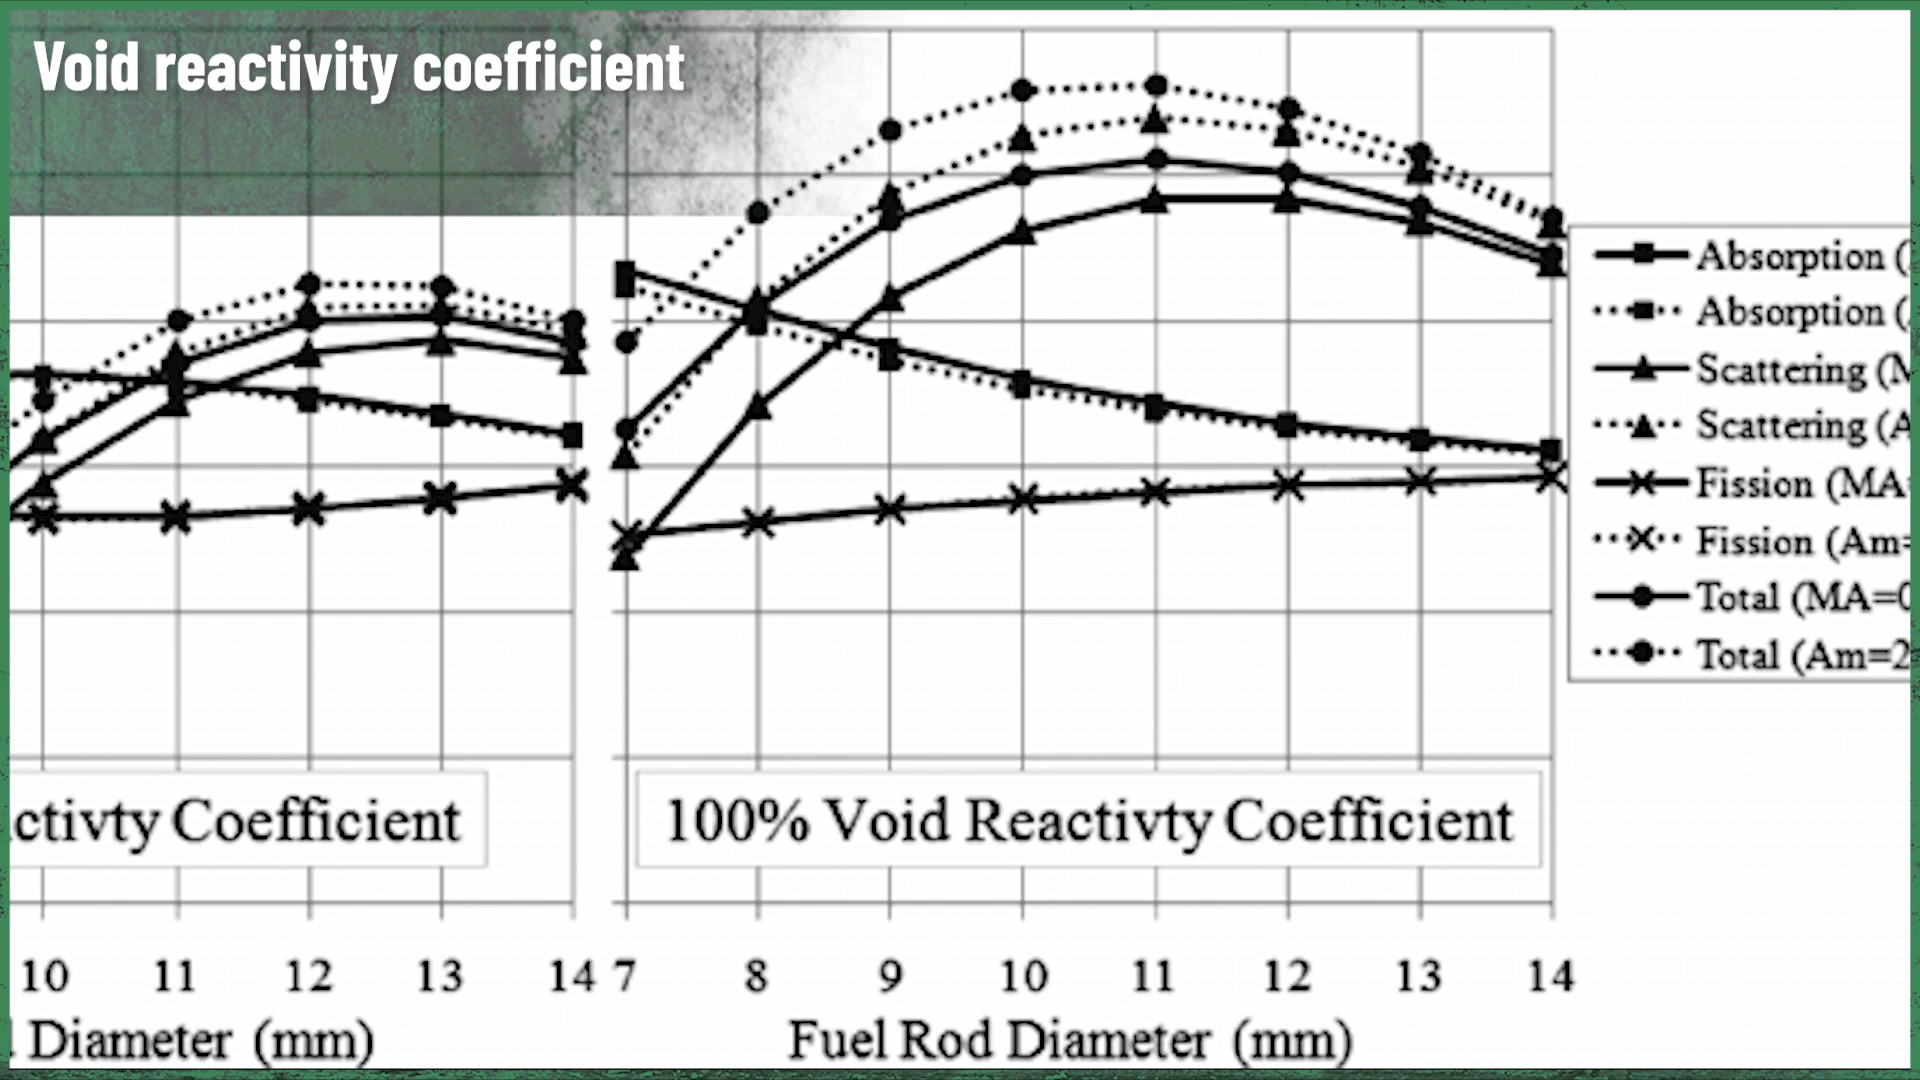 Void reactivity coefficient
Absorption (
Absorption (
Scattering (M
Scattering (A
Fission (MA
Fission (Am=
Total (MA=0
Total (Am=2
ctivty Coefficient
100% Void Reactivty Coefficient
10 11 12 13 14
7 8 9 10 11 12 13 14
Diameter (mm)
Fuel Rod Diameter (mm)